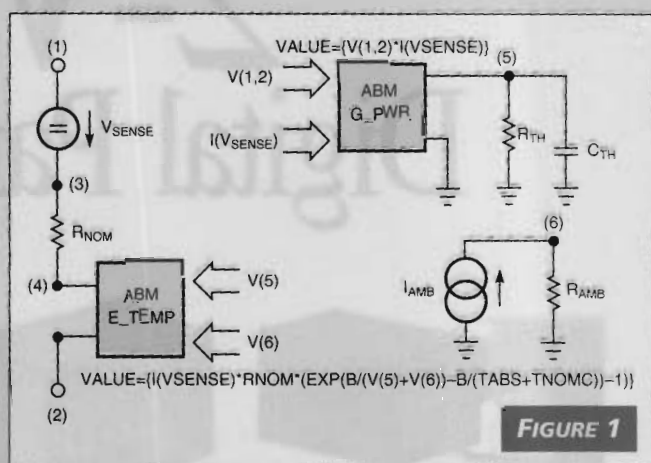 (1)
VALUE={V(1,2)*I(VSENSE)}
V(1,2)
I(VSENSE)
ABM
G_PWR
(5)
RTH
CTH
VSENSE
(3)
RNOM
(4)
ABM
E_TEMP
V(5)
V(6)
(6)
IAMB
RAMB
(2)
VALUE={I(VSENSE)*RNOM*(EXP(B/(V(5)+V(6))-B/(TABS+TNOMC))-1)}
FIGURE 1